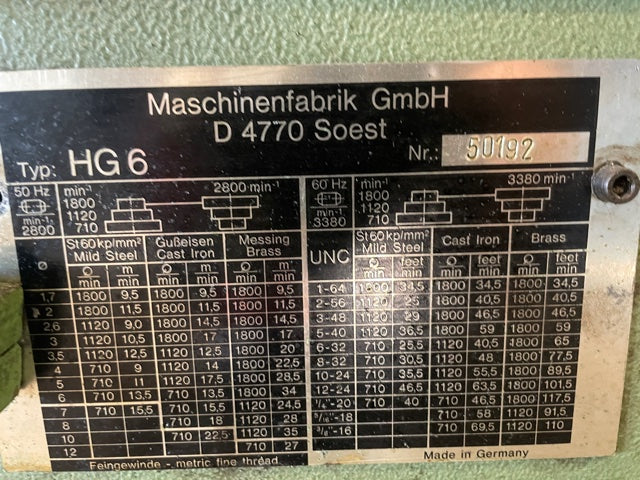 Maschinenfabrik GmbH
D 4770 Soest
Typ: HG 6 Nr.: 50192
50 Hz min⁻¹ 2800 min⁻¹ 60 Hz min⁻¹ 3380 min⁻¹
1800 1800
min⁻¹ 1120 min⁻¹ 1120
2800 710 3380 710
St60kp/mm² Gußeisen Messing St60kp/mm²
Mild Steel Cast Iron Brass UNC Mild Steel Cast Iron Brass
ø Ω/min m/min Ω/min m/min Ω/min m/min Ω/min feet/min Ω/min feet/min Ω/min feet/min
1,7 1800 9,5 1800 9,5 1800 9,5 1-64 1800 34,5 1800 34,5 1800 34,5
2 1800 11,5 1800 11,5 1800 11,5 2-56 1120 25 1800 40,5 1800 40,5
2,6 1120 9,0 1800 14,5 1800 14,5 3-48 1120 29 1800 46,5 1800 46,5
3 1120 10,5 1800 17 1800 17 5-40 1120 36,5 1800 59 1800 59
3,5 1120 12,5 1120 12,5 1800 20 6-32 710 25,5 1120 40,5 1800 65
4 710 9 1120 14 1800 22,5 8-32 710 30,5 1120 48 1800 77,5
5 710 11 1120 17,5 1800 28,5 10-24 710 35,5 1120 55,5 1800 89,5
6 710 13,5 710 13,5 1800 34 12-24 710 46,5 1120 63,5 1800 101,5
7 710 15,5 710 15,5 1120 24,5 ¼"-20 710 40 710 46,5 1800 117,5
8 710 18 1120 28 5/16"-18 710 58 1120 91,5
10 710 22,5 1120 35 3/8"-16 710 69,5 1120 110
12 710 27
Feingewinde - metric fine thread Made in Germany